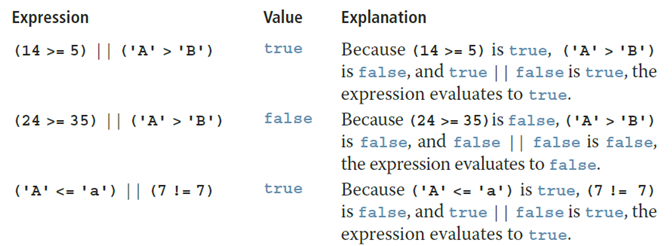 Expression Value Explanation
(14 >= 5) || ('A' > 'B') true Because (14 >= 5) is true, ('A' > 'B')
is false, and true || false is true, the
expression evaluates to true.
(24 >= 35) || ('A' > 'B') false Because (24 >= 35) is false, ('A' > 'B')
is false, and false || false is false,
the expression evaluates to false.
('A' <= 'a') || (7 != 7) true Because ('A' <= 'a') is true, (7 != 7)
is false, and true || false is true, the
expression evaluates to true.